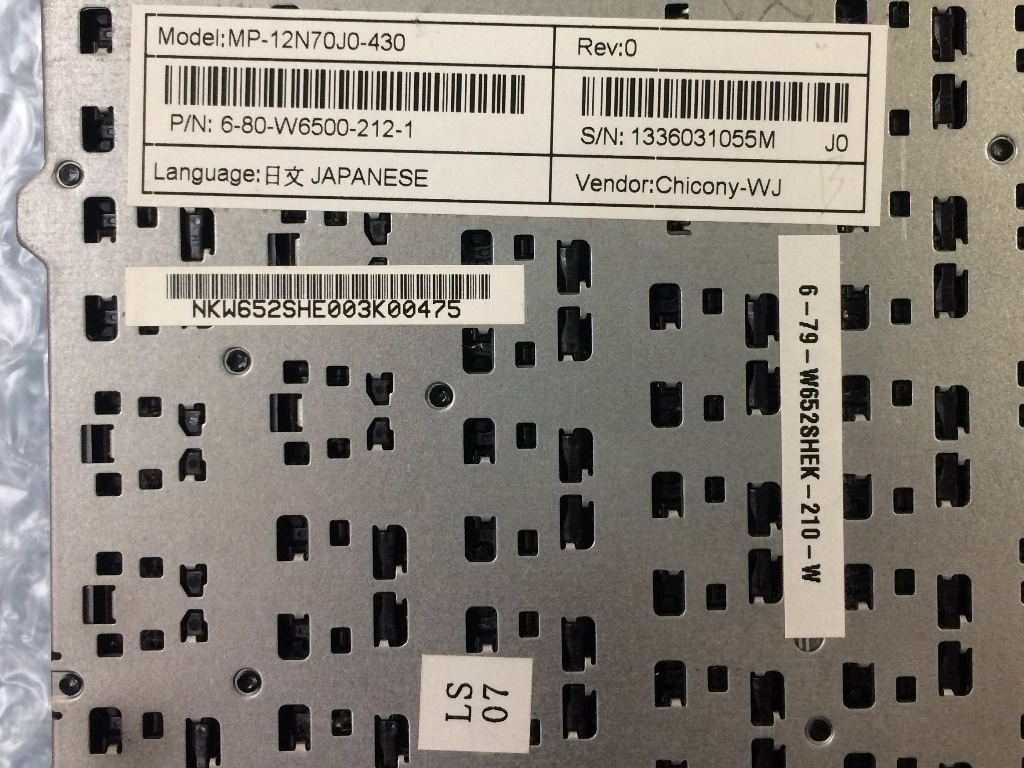 Model:MP-12N70J0-430
Rev:0
P/N: 6-80-W6500-212-1
S/N: 1336031055M J0
Language:日文 JAPANESE
Vendor:Chicony-WJ
NKW652SHE003K00475
6-79-W652SHEK-210-W
LS
07